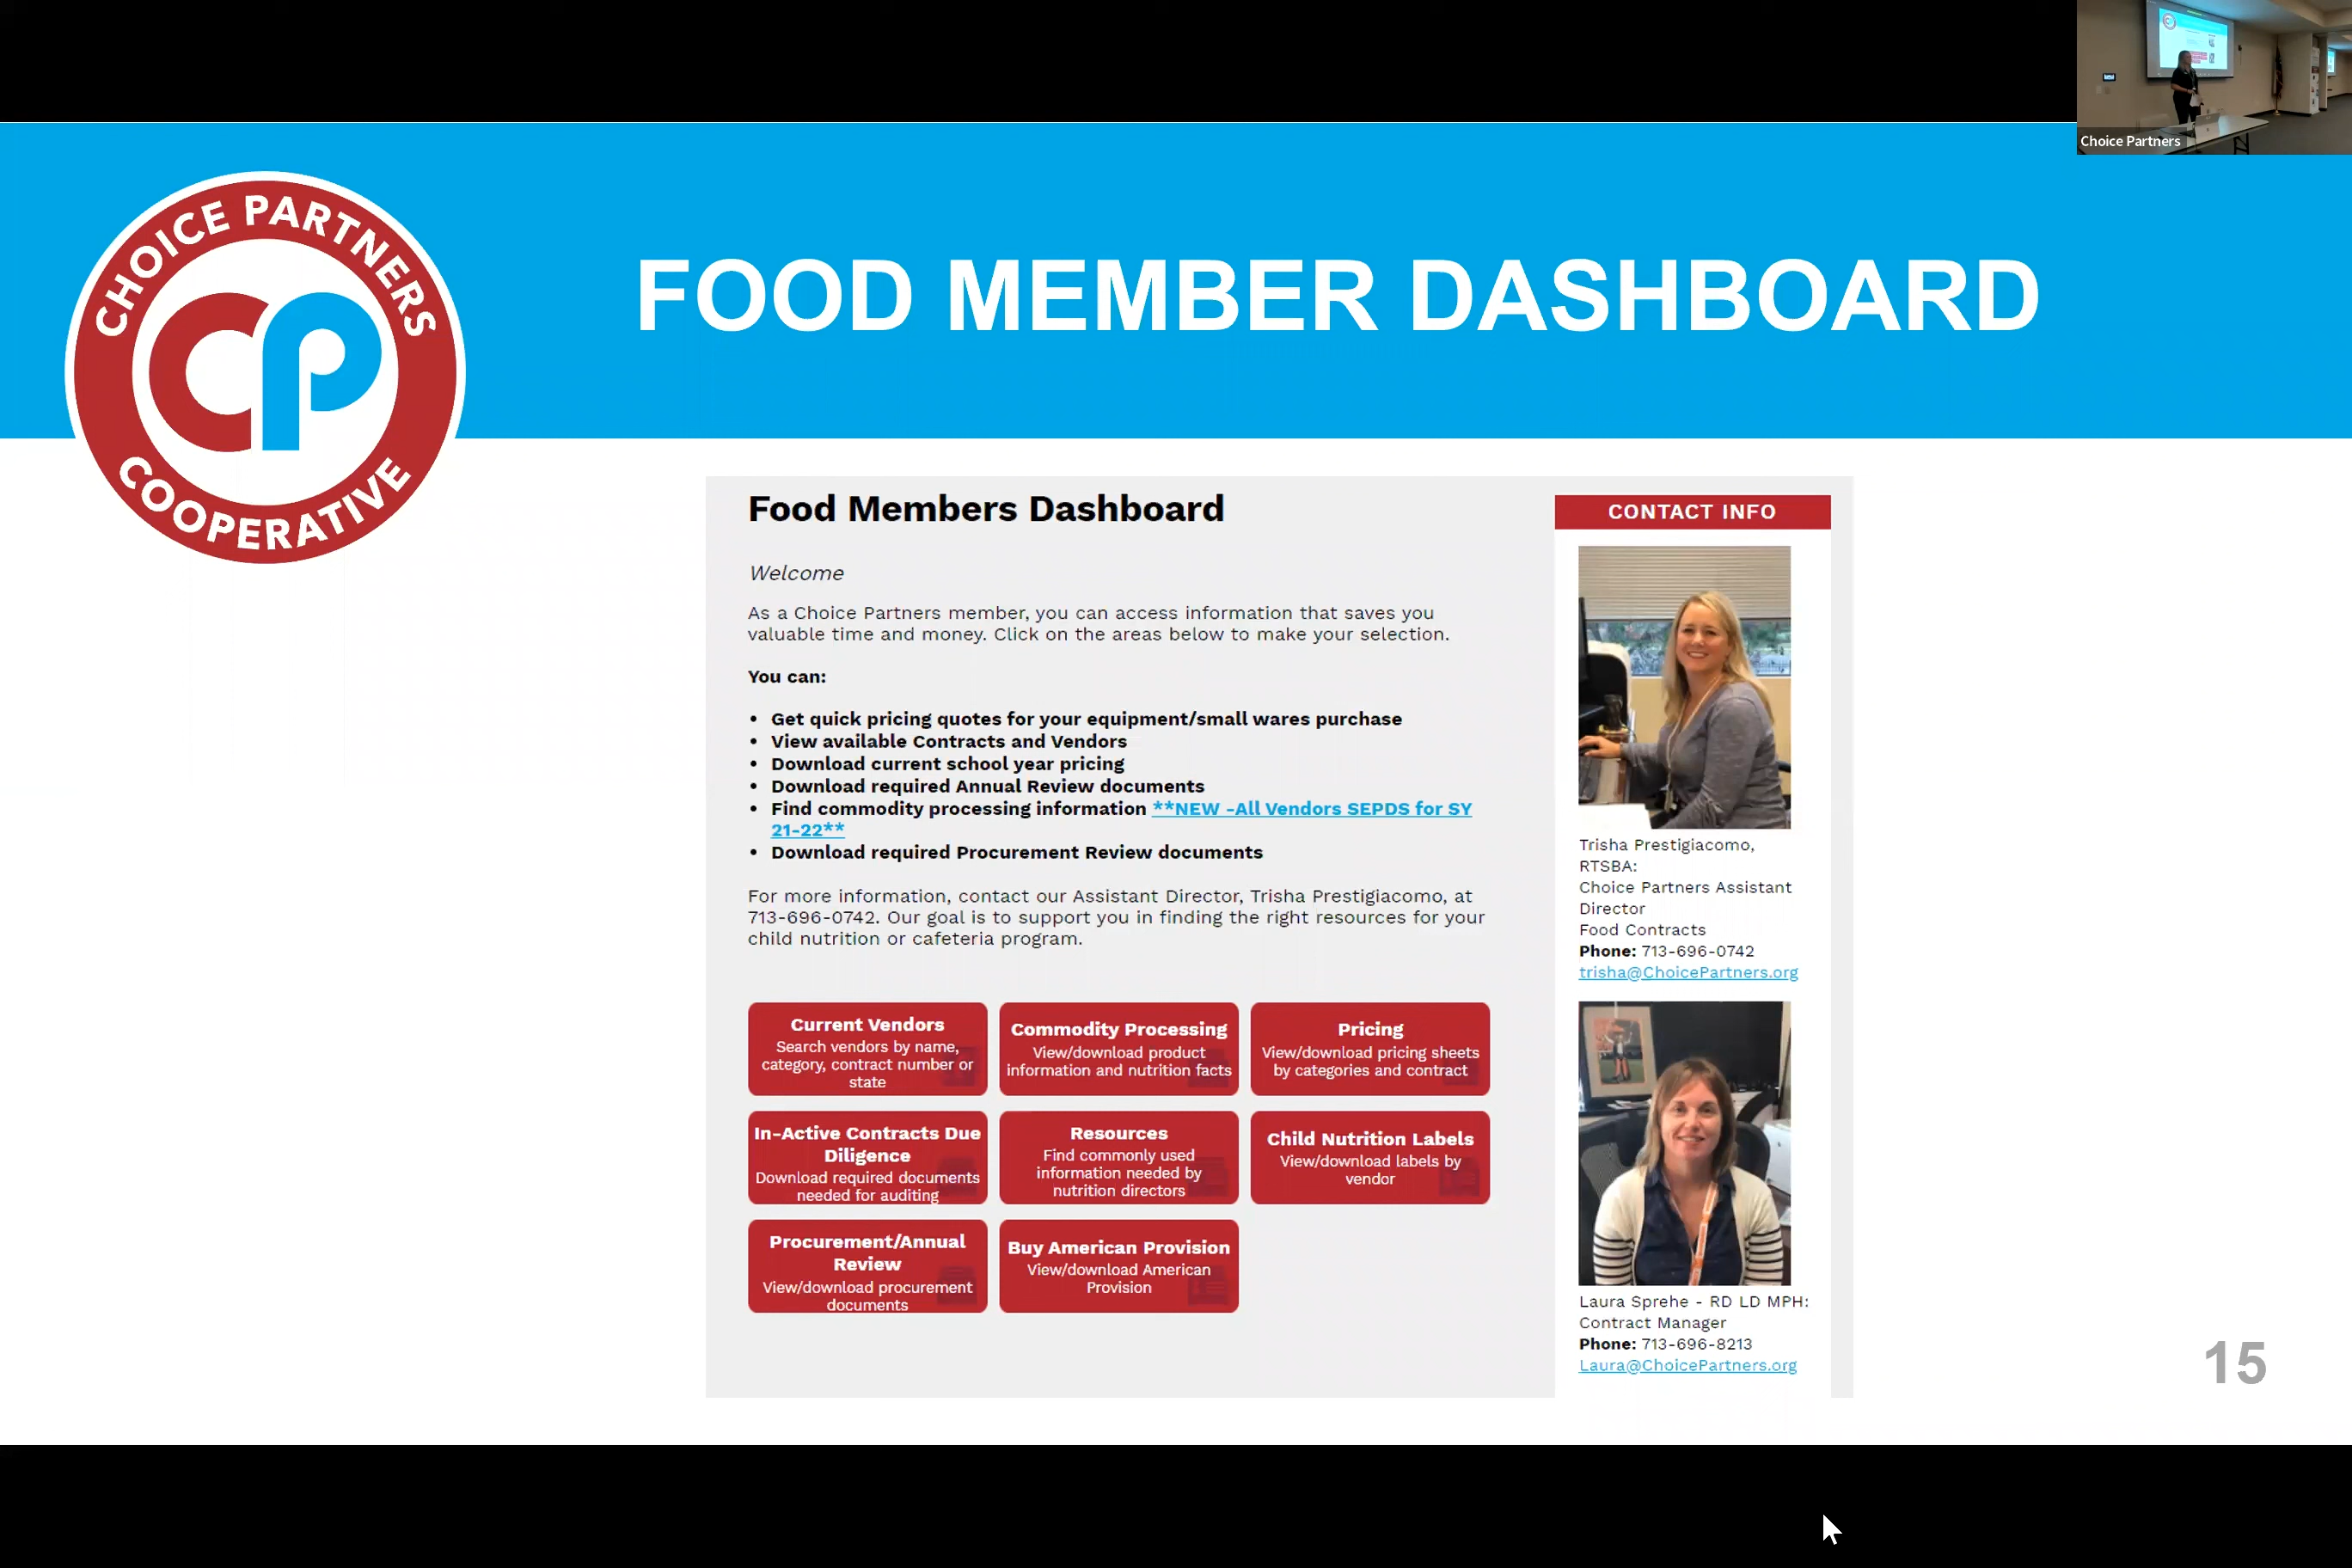 Choice Partners
CHOICE PARTNERS
CP
COOPERATIVE
FOOD MEMBER DASHBOARD
Food Members Dashboard
Welcome
As a Choice Partners member, you can access information that saves you
valuable time and money. Click on the areas below to make your selection.
You can:
• Get quick pricing quotes for your equipment/small wares purchase
• View available Contracts and Vendors
• Download current school year pricing
• Download required Annual Review documents
• Find commodity processing information **NEW -All Vendors SEPDS for SY
21-22**
• Download required Procurement Review documents
For more information, contact our Assistant Director, Trisha Prestigiacomo, at
713-696-0742. Our goal is to support you in finding the right resources for your
child nutrition or cafeteria program.
Current Vendors
Search vendors by name,
category, contract number or
state
Commodity Processing
View/download product
information and nutrition facts
Pricing
View/download pricing sheets
by categories and contract
In-Active Contracts Due
Diligence
Download required documents
needed for auditing
Resources
Find commonly used
information needed by
nutrition directors
Child Nutrition Labels
View/download labels by
vendor
Procurement/Annual
Review
View/download procurement
documents
Buy American Provision
View/download American
Provision
CONTACT INFO
Trisha Prestigiacomo,
RTSBA:
Choice Partners Assistant
Director
Food Contracts
Phone: 713-696-0742
trisha@ChoicePartners.org
Laura Sprehe - RD LD MPH:
Contract Manager
Phone: 713-696-8213
Laura@ChoicePartners.org
15